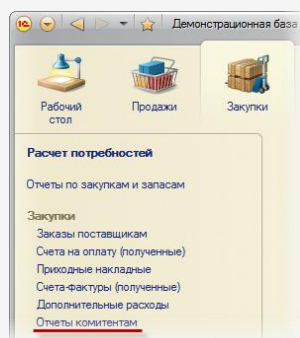 1С Демонстрационная база
Рабочий стол
Продажи
Закупки
Расчет потребностей
Отчеты по закупкам и запасам
Закупки
Заказы поставщикам
Счета на оплату (полученные)
Приходные накладные
Счета-фактуры (полученные)
Дополнительные расходы
Отчеты комитентам